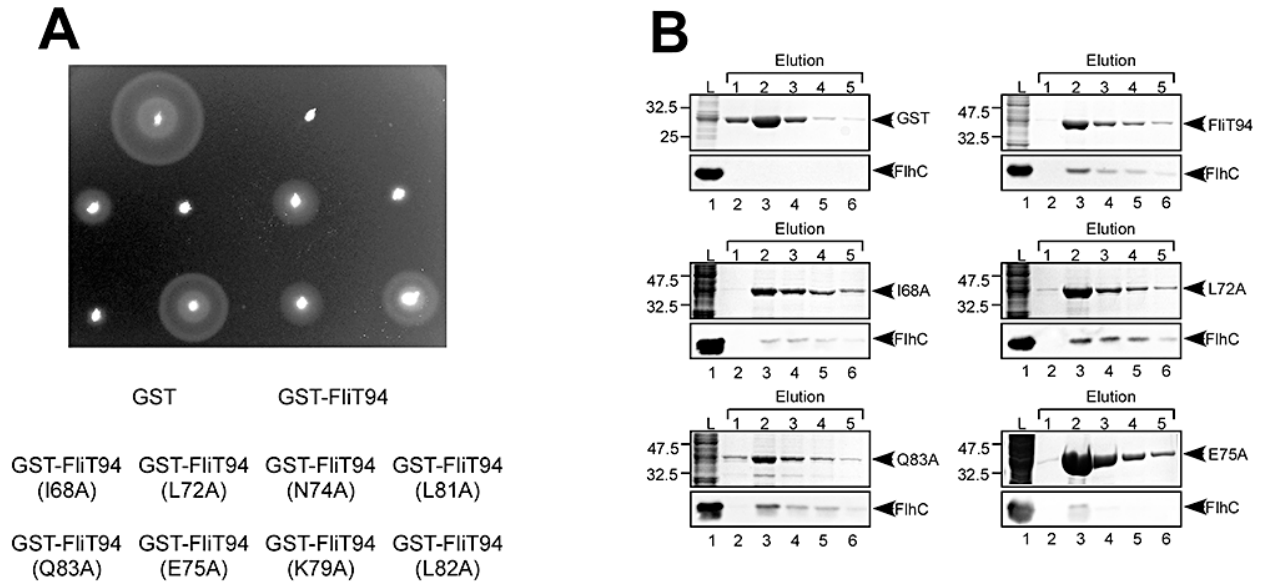 A
GST GST-FliT94
GST-FliT94 GST-FliT94 GST-FliT94 GST-FliT94
(I68A) (L72A) (N74A) (L81A)
GST-FliT94 GST-FliT94 GST-FliT94 GST-FliT94
(Q83A) (E75A) (K79A) (L82A)
B
Elution
L 1 2 3 4 5
32.5
25
GST
FlhC
1 2 3 4 5 6
Elution
L 1 2 3 4 5
47.5
32.5
FliT94
FlhC
1 2 3 4 5 6
Elution
L 1 2 3 4 5
47.5
32.5
I68A
FlhC
1 2 3 4 5 6
Elution
L 1 2 3 4 5
47.5
32.5
L72A
FlhC
1 2 3 4 5 6
Elution
L 1 2 3 4 5
47.5
32.5
Q83A
FlhC
1 2 3 4 5 6
Elution
L 1 2 3 4 5
47.5
32.5
E75A
FlhC
1 2 3 4 5 6